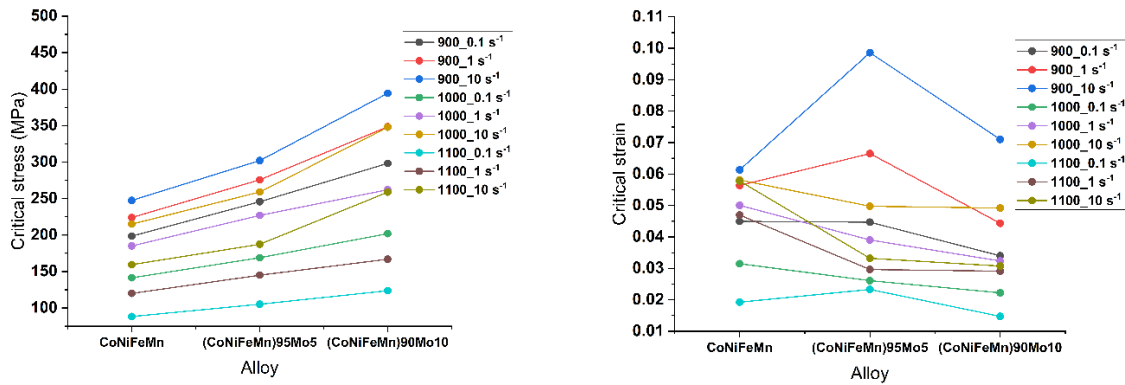 500
450
400
350
300
250
200
150
100
Critical stress (MPa)
CoNiFeMn
(CoNiFeMn)95Mo5
(CoNiFeMn)90Mo10
Alloy
900_0.1 s⁻¹
900_1 s⁻¹
900_10 s⁻¹
1000_0.1 s⁻¹
1000_1 s⁻¹
1000_10 s⁻¹
1100_0.1 s⁻¹
1100_1 s⁻¹
1100_10 s⁻¹
0.11
0.10
0.09
0.08
0.07
0.06
0.05
0.04
0.03
0.02
0.01
Critical strain
CoNiFeMn
(CoNiFeMn)95Mo5
(CoNiFeMn)90Mo10
Alloy
900_0.1 s⁻¹
900_1 s⁻¹
900_10 s⁻¹
1000_0.1 s⁻¹
1000_1 s⁻¹
1000_10 s⁻¹
1100_0.1 s⁻¹
1100_1 s⁻¹
1100_10 s⁻¹